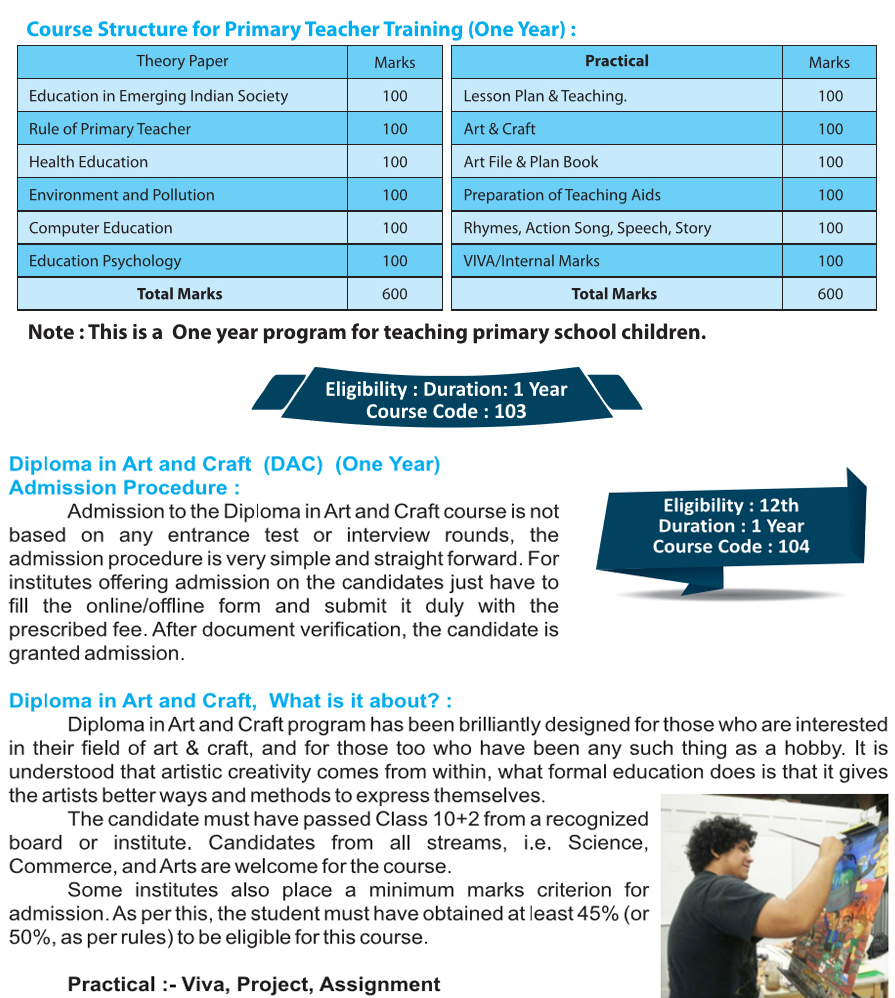 Course Structure for Primary Teacher Training (One Year) :
Theory Paper Marks Practical Marks
Education in Emerging Indian Society 100 Lesson Plan & Teaching. 100
Rule of Primary Teacher 100 Art & Craft 100
Health Education 100 Art File & Plan Book 100
Environment and Pollution 100 Preparation of Teaching Aids 100
Computer Education 100 Rhymes, Action Song, Speech, Story 100
Education Psychology 100 VIVA/Internal Marks 100
Total Marks 600 Total Marks 600
Note : This is a One year program for teaching primary school children.
Eligibility : Duration: 1 Year
Course Code : 103
Diploma in Art and Craft (DAC) (One Year)
Admission Procedure :
Admission to the Diploma in Art and Craft course is not
based on any entrance test or interview rounds, the
admission procedure is very simple and straight forward. For
institutes offering admission on the candidates just have to
fill the online/offline form and submit it duly with the
prescribed fee. After document verification, the candidate is
granted admission.
Eligibility : 12th
Duration : 1 Year
Course Code : 104
Diploma in Art and Craft, What is it about? :
Diploma in Art and Craft program has been brilliantly designed for those who are interested
in their field of art & craft, and for those too who have been any such thing as a hobby. It is
understood that artistic creativity comes from within, what formal education does is that it gives
the artists better ways and methods to express themselves.
The candidate must have passed Class 10+2 from a recognized
board or institute. Candidates from all streams, i.e. Science,
Commerce, and Arts are welcome for the course.
Some institutes also place a minimum marks criterion for
admission. As per this, the student must have obtained at least 45% (or
50%, as per rules) to be eligible for this course.
Practical :- Viva, Project, Assignment